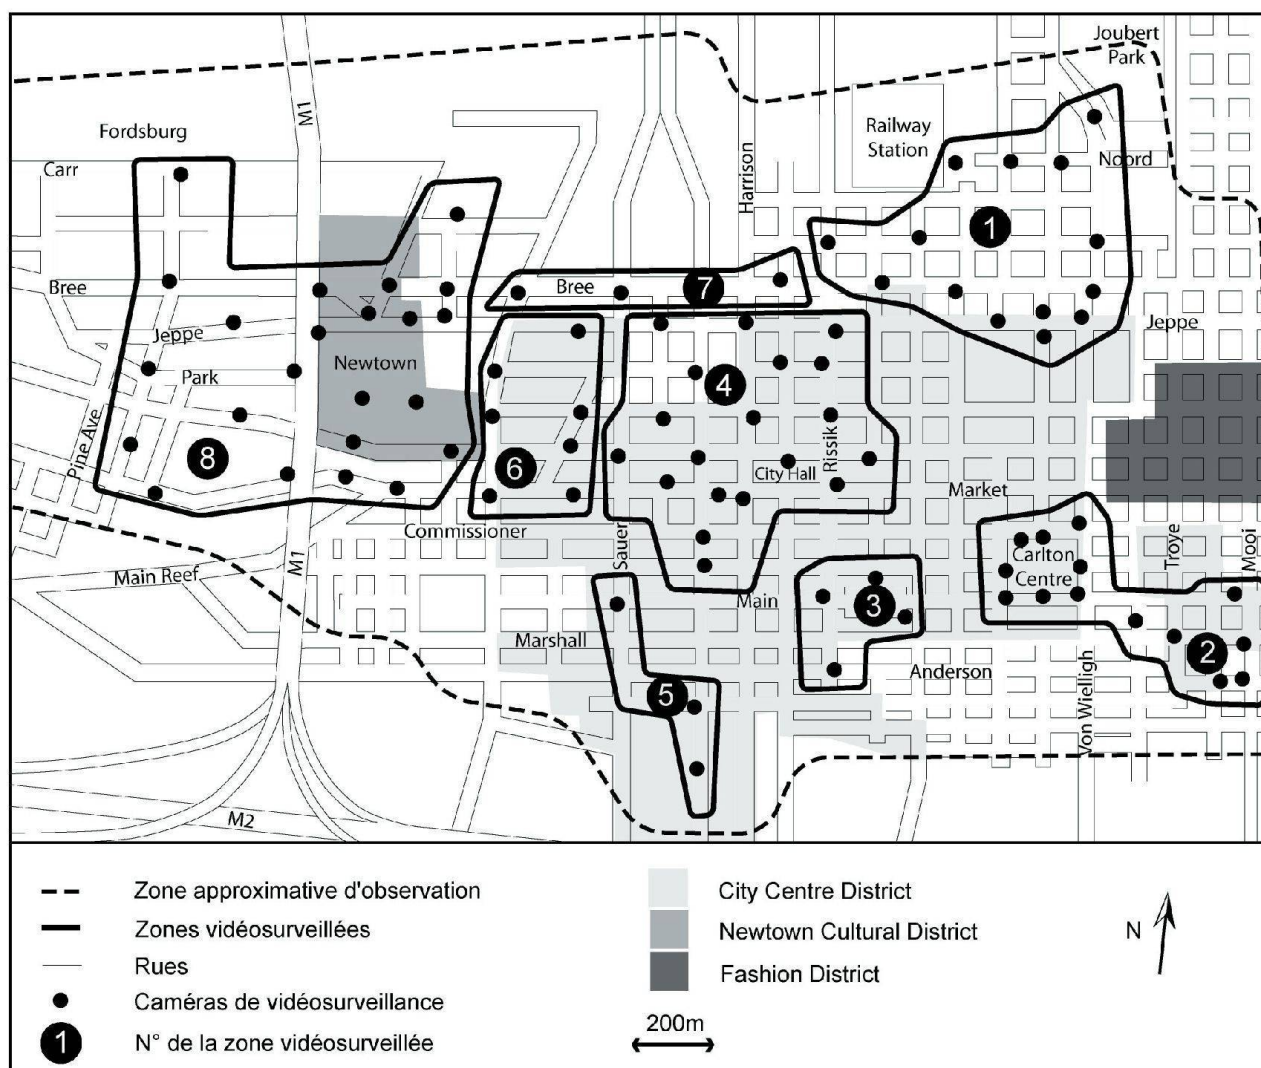 Joubert
Park
M1
Fordsburg
Railway
Station
Harrison
Carr
Noord
1
Bree
Bree
7
Jeppe
Jeppe
Newtown
Park
4
Pine Ave
Rissik
8
6
City Hall
Market
Commissioner
Sauer
Troye
Mooi
Carlton
Centre
M1
Main Reef
Main
3
Marshall
2
Anderson
5
Von Wielligh
M2
Zone approximative d'observation
Zones vidéosurveillées
Rues
Caméras de vidéosurveillance
1
N° de la zone vidéosurveillée
City Centre District
Newtown Cultural District
Fashion District
200m
N